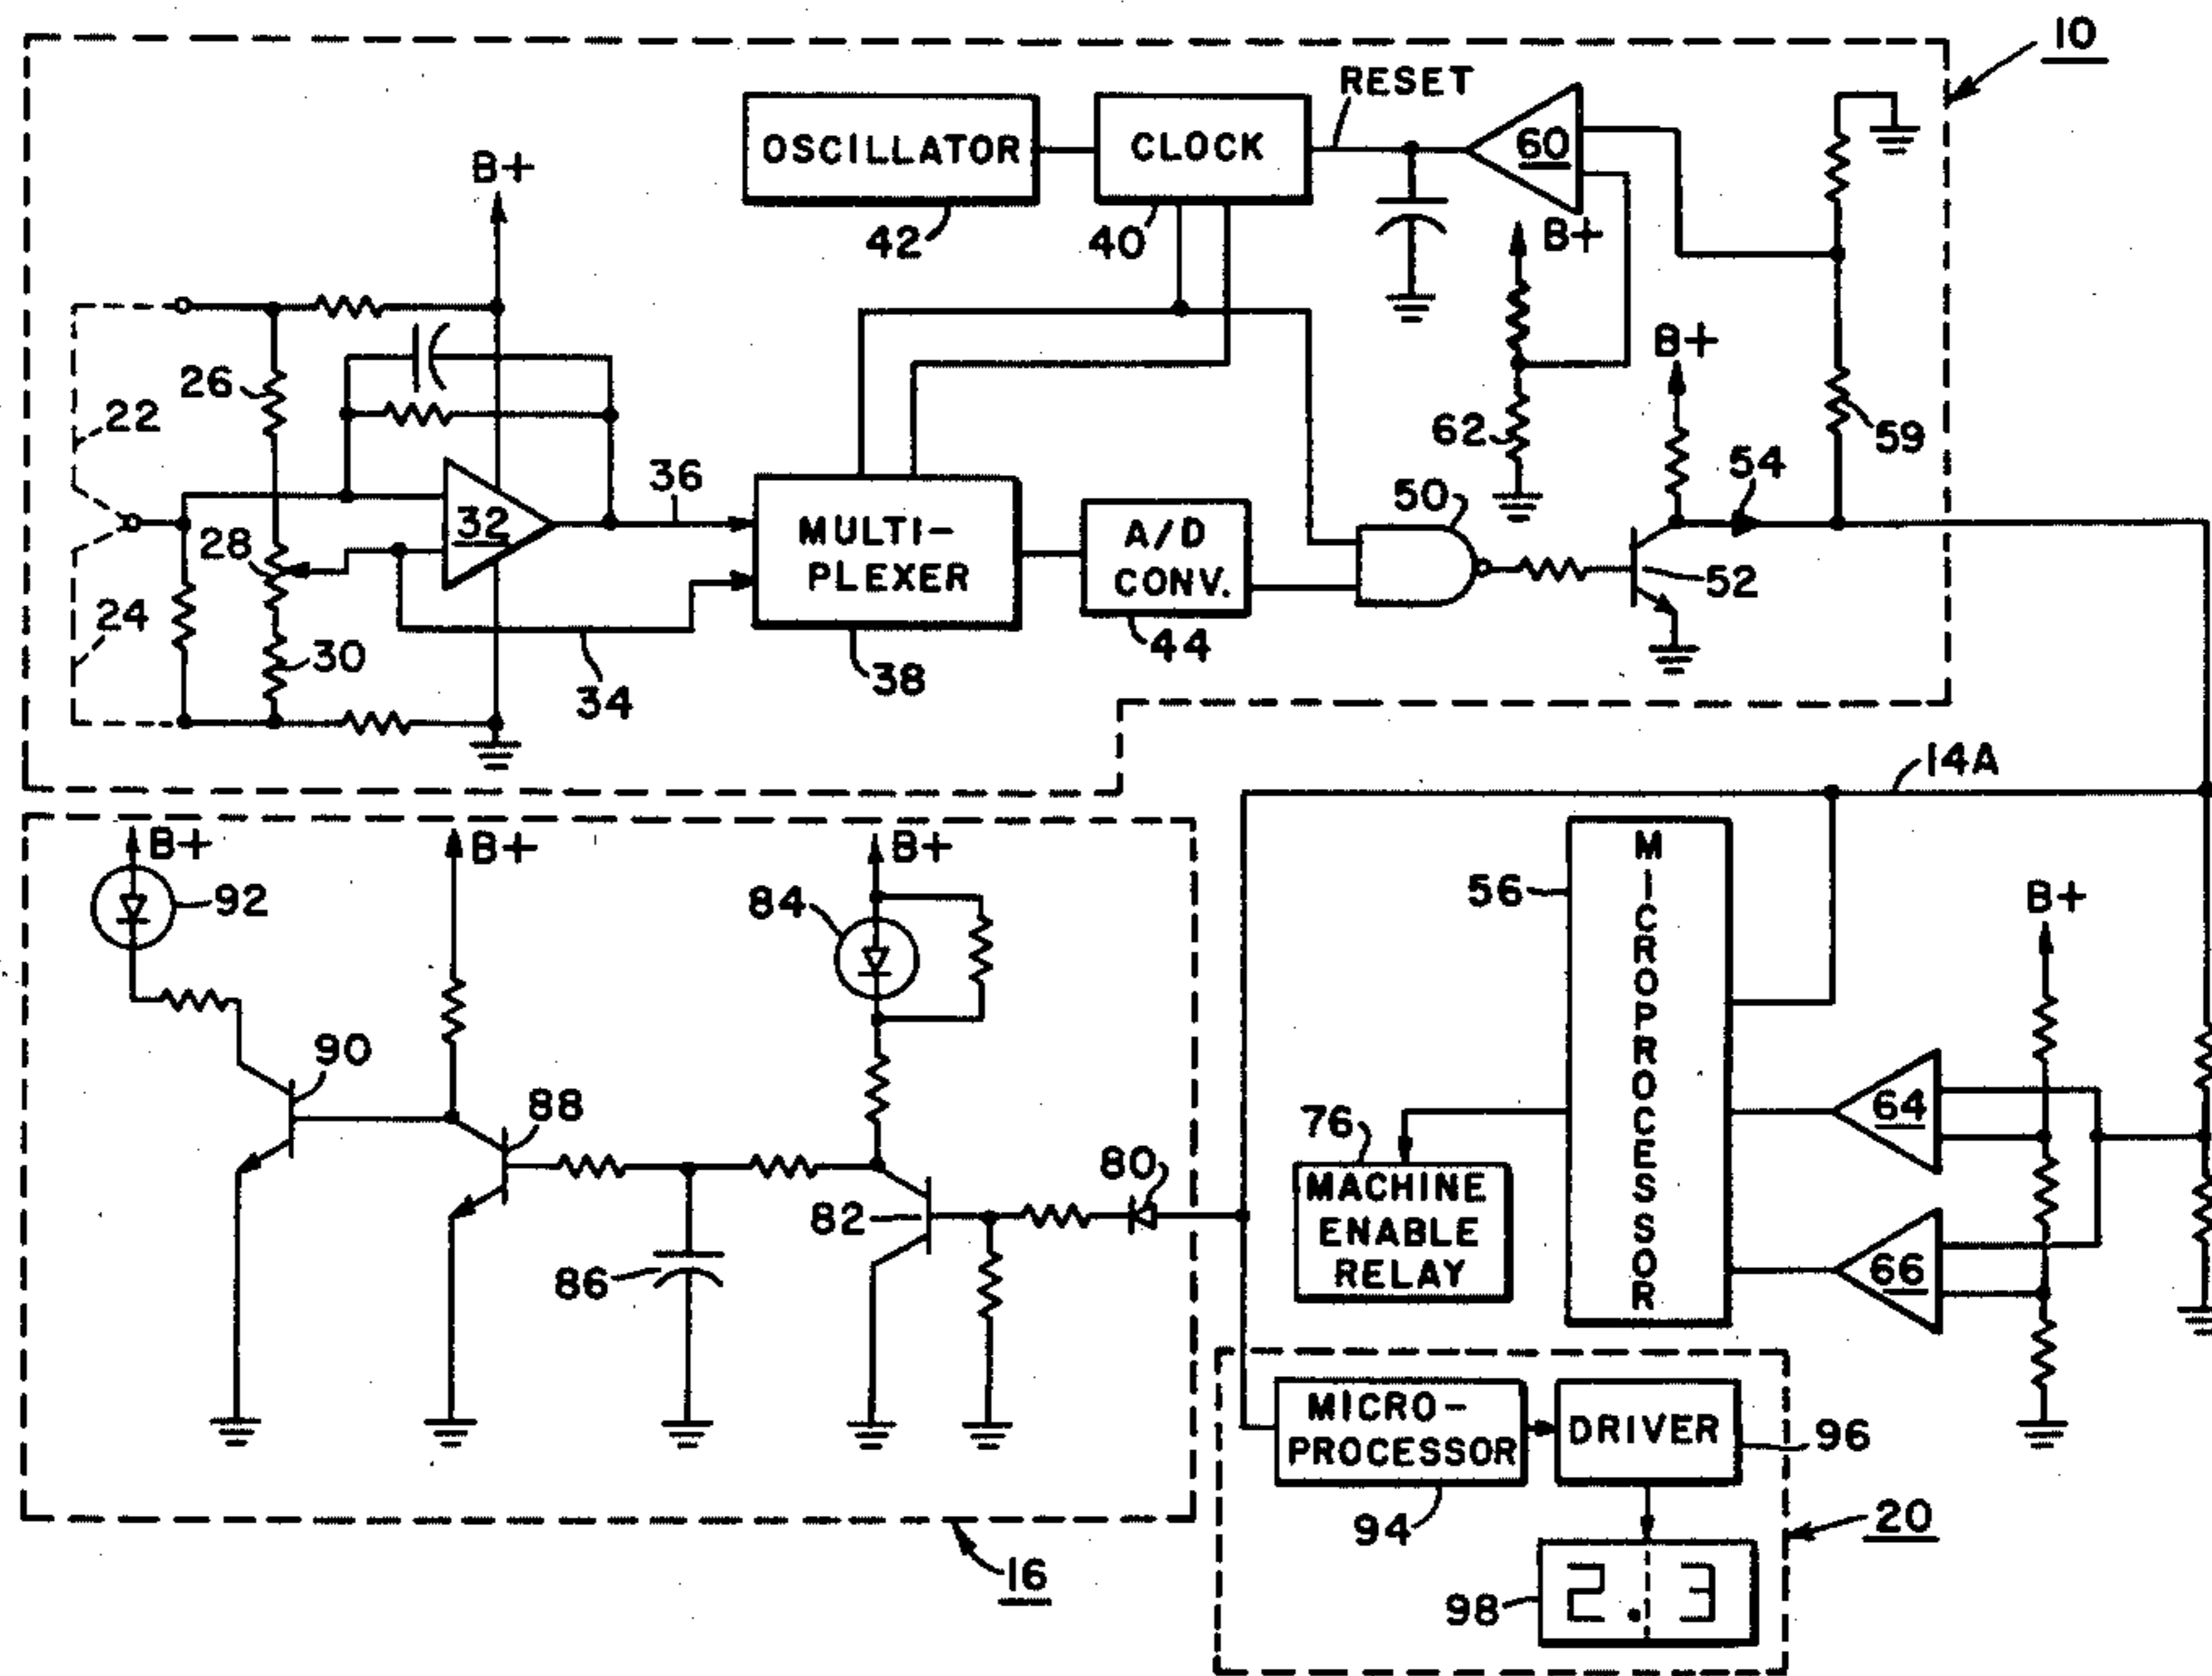 10
RESET
OSCILLATOR
CLOCK
60
B+
42
40
B+
B+
26
22
62
59
36
54
50
32
MULTI-
PLEXER
A/D
CONV.
28
52
24
30
34
38
44
14A
B+
B+
B+
92
84
56
MICROPROCESSOR
B+
90
88
76
64
80
MACHINE
ENABLE
RELAY
82
86
66
MICRO-
PROCESSOR
DRIVER
96
94
20
16
98
2.3